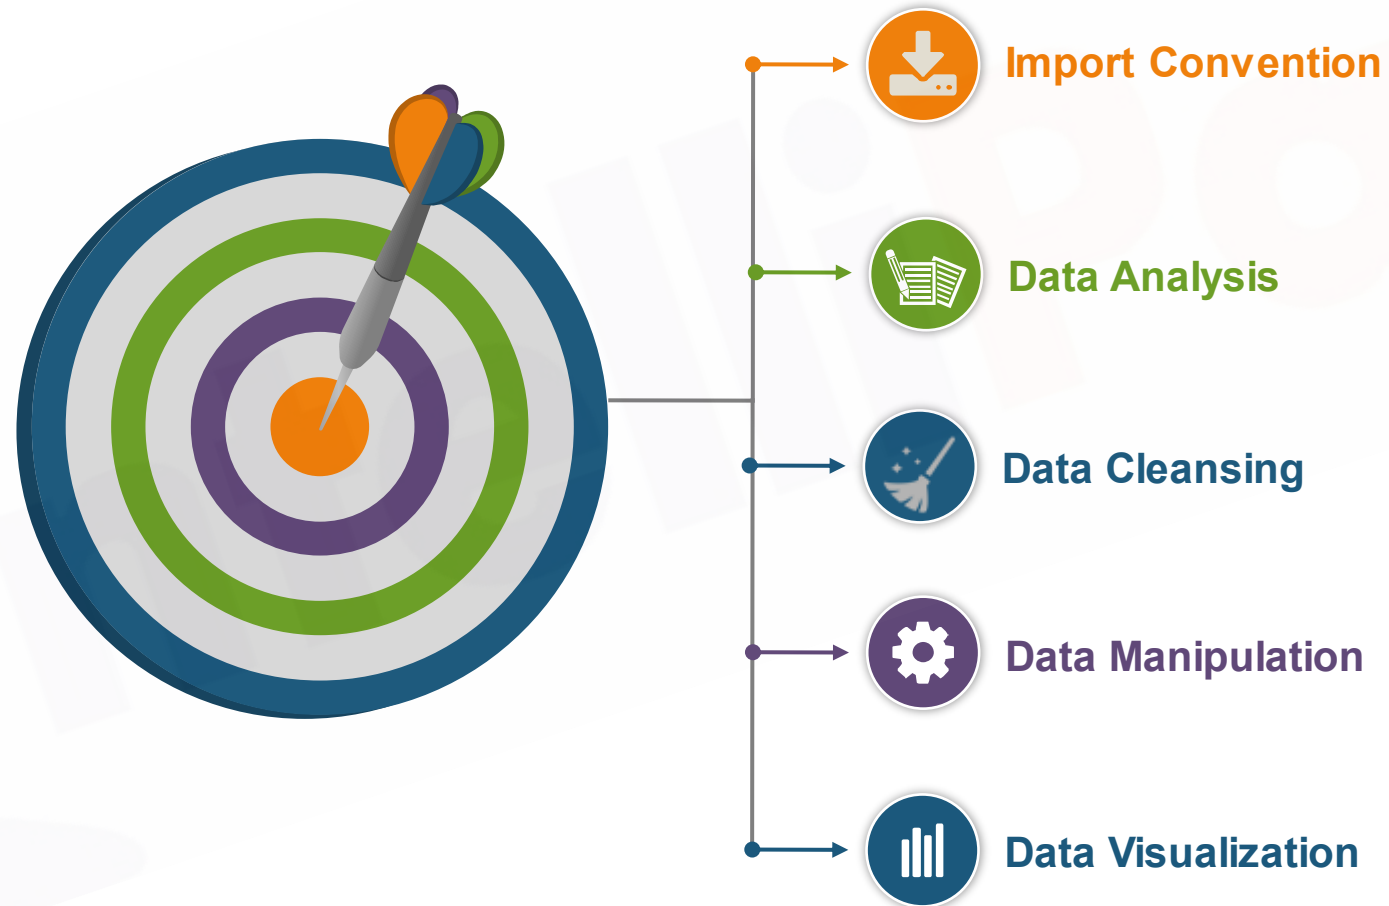 Import Convention
Data Analysis
Data Cleansing
Data Manipulation
Data Visualization